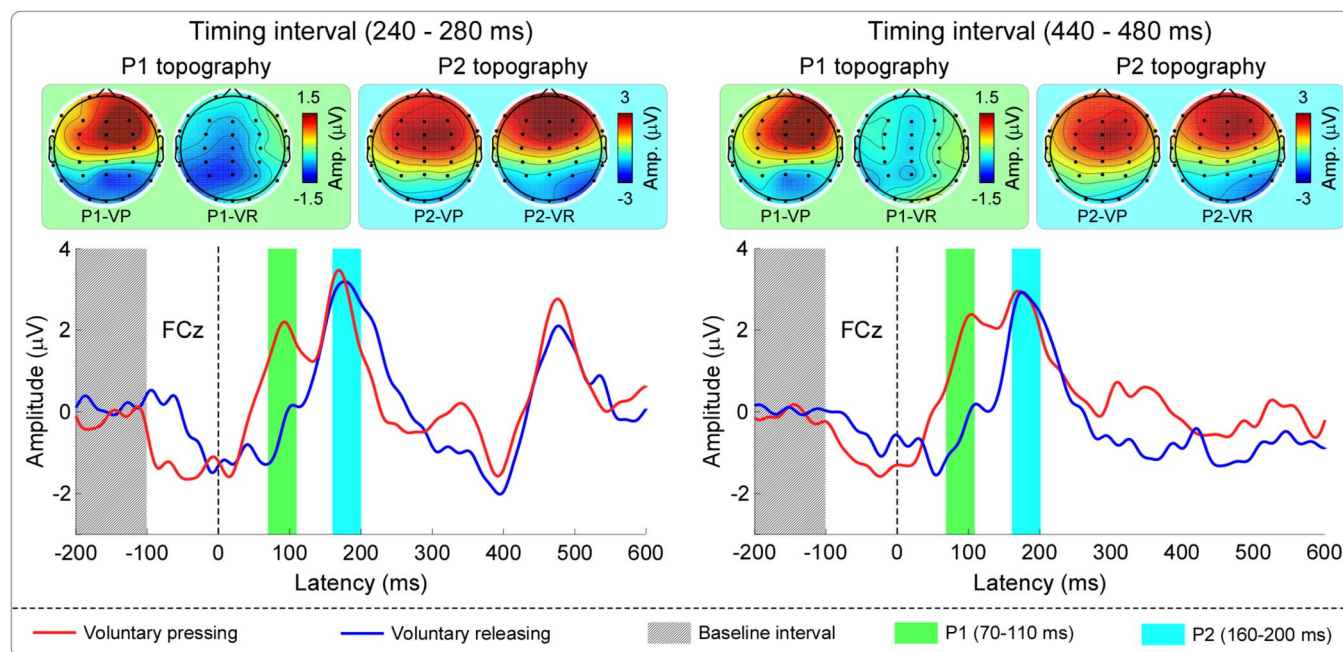 Timing interval (240 - 280 ms)
P1 topography
P2 topography
1.5
-1.5
Amp. (µV)
P1-VP
P1-VR
3
-3
Amp. (µV)
P2-VP
P2-VR
4
2
0
-2
Amplitude (µV)
FCz
-200
-100
0
100
200
300
400
500
600
Latency (ms)
Timing interval (440 - 480 ms)
P1 topography
P2 topography
1.5
-1.5
Amp. (µV)
P1-VP
P1-VR
3
-3
Amp. (µV)
P2-VP
P2-VR
4
2
0
-2
Amplitude (µV)
FCz
-200
-100
0
100
200
300
400
500
600
Latency (ms)
Voluntary pressing
Voluntary releasing
Baseline interval
P1 (70-110 ms)
P2 (160-200 ms)